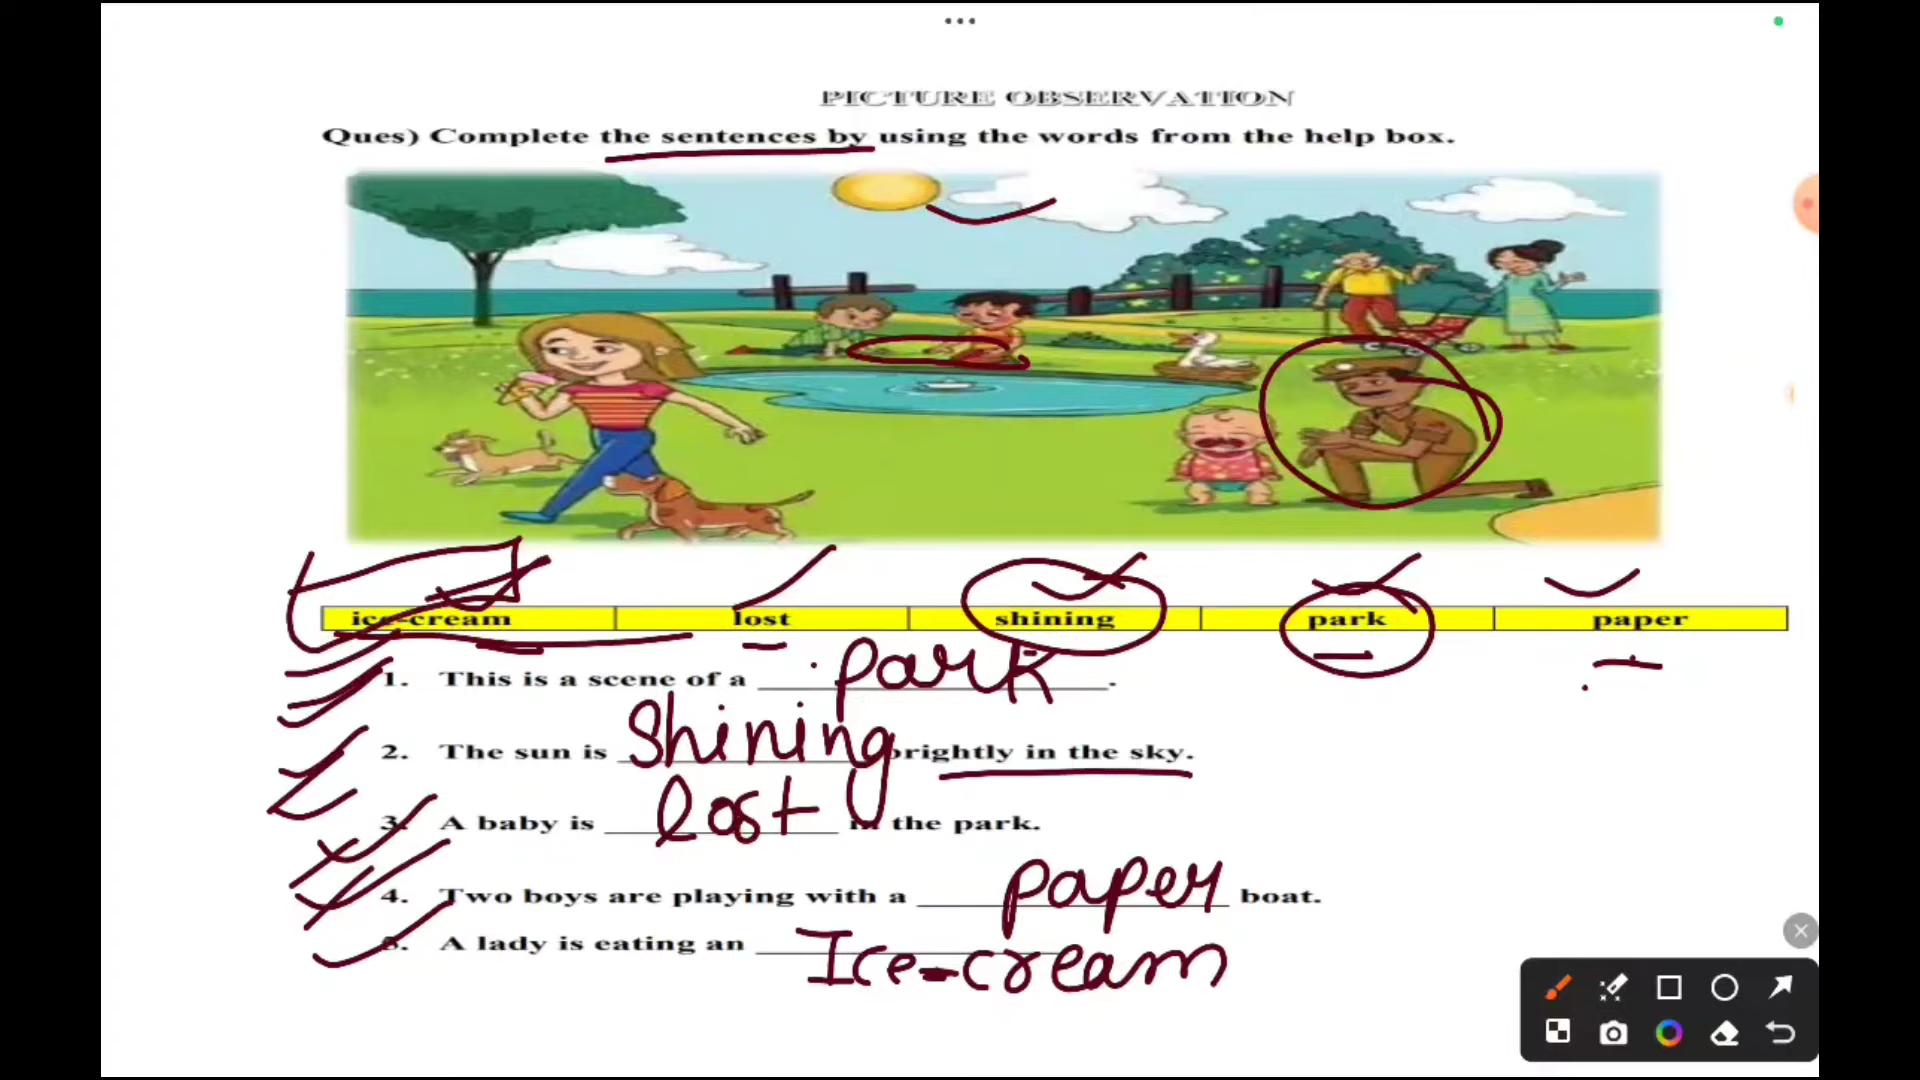 PICTURE OBSERVATION
Ques) Complete the sentences by using the words from the help box.
ice-cream lost shining park paper
1. This is a scene of a park.
2. The sun is Shining brightly in the sky.
3. A baby is lost in the park.
4. Two boys are playing with a paper boat.
5. A lady is eating an Ice-cream